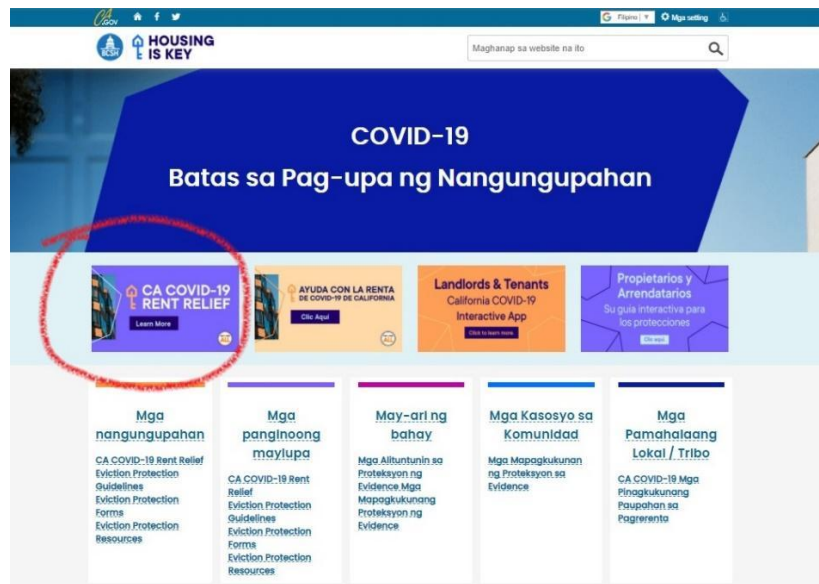 CA.GOV
Filipino
Mga setting
BCSH
HOUSING
IS KEY
Maghanap sa website na ito
COVID-19
Batas sa Pag-upa ng Nangungupahan
CA COVID-19
RENT RELIEF
Learn More
AYUDA CON LA RENTA
DE COVID-19 DE CALIFORNIA
Clic Aquí
Landlords & Tenants
California COVID-19
Interactive App
Click to learn more
Propietarios y
Arrendatarios
Su guia interactiva para
los protecciones
Clic aquí
Mga
nangungupahan
CA COVID-19 Rent Relief
Eviction Protection
Guidelines
Eviction Protection
Forms
Eviction Protection
Resources
Mga
panginoong
maylupa
CA COVID-19 Rent
Relief
Eviction Protection
Guidelines
Eviction Protection
Forms
Eviction Protection
Resources
May-ari ng
bahay
Mga Alituntunin sa
Proteksyon ng
Evidence Mga
Mapagkukunang
Proteksyon ng
Evidence
Mga Kasosyo sa
Komunidad
Mga Mapagkukunan
ng Proteksyon sa
Evidence
Mga
Pamahalaang
Lokal / Tribo
CA COVID-19 Mga
Pinagkukunang
Paupahan sa
Pagrerenta